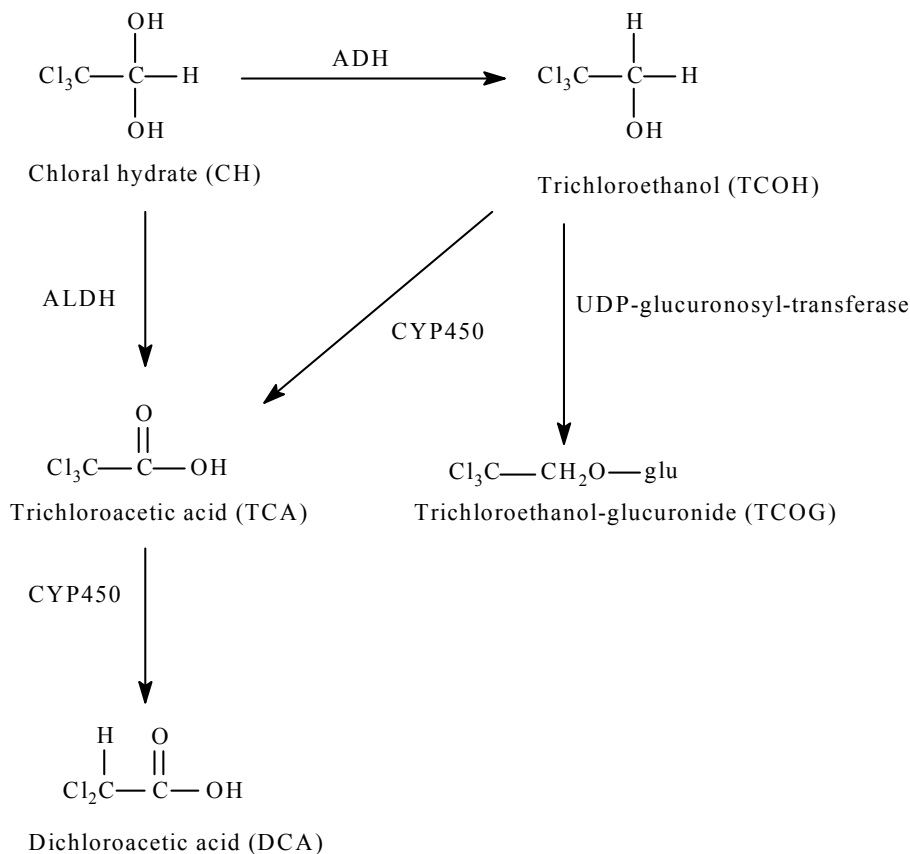 OH
H
ADH
Cl₃C—C—H
Cl₃C—C—H
OH
OH
Chloral hydrate (CH)
Trichloroethanol (TCOH)
ALDH
UDP-glucuronosyl-transferase
CYP450
O
Cl₃C—C—OH
Cl₃C—CH₂O—glu
Trichloroacetic acid (TCA)
Trichloroethanol-glucuronide (TCOG)
CYP450
H O
Cl₂C—C—OH
Dichloroacetic acid (DCA)